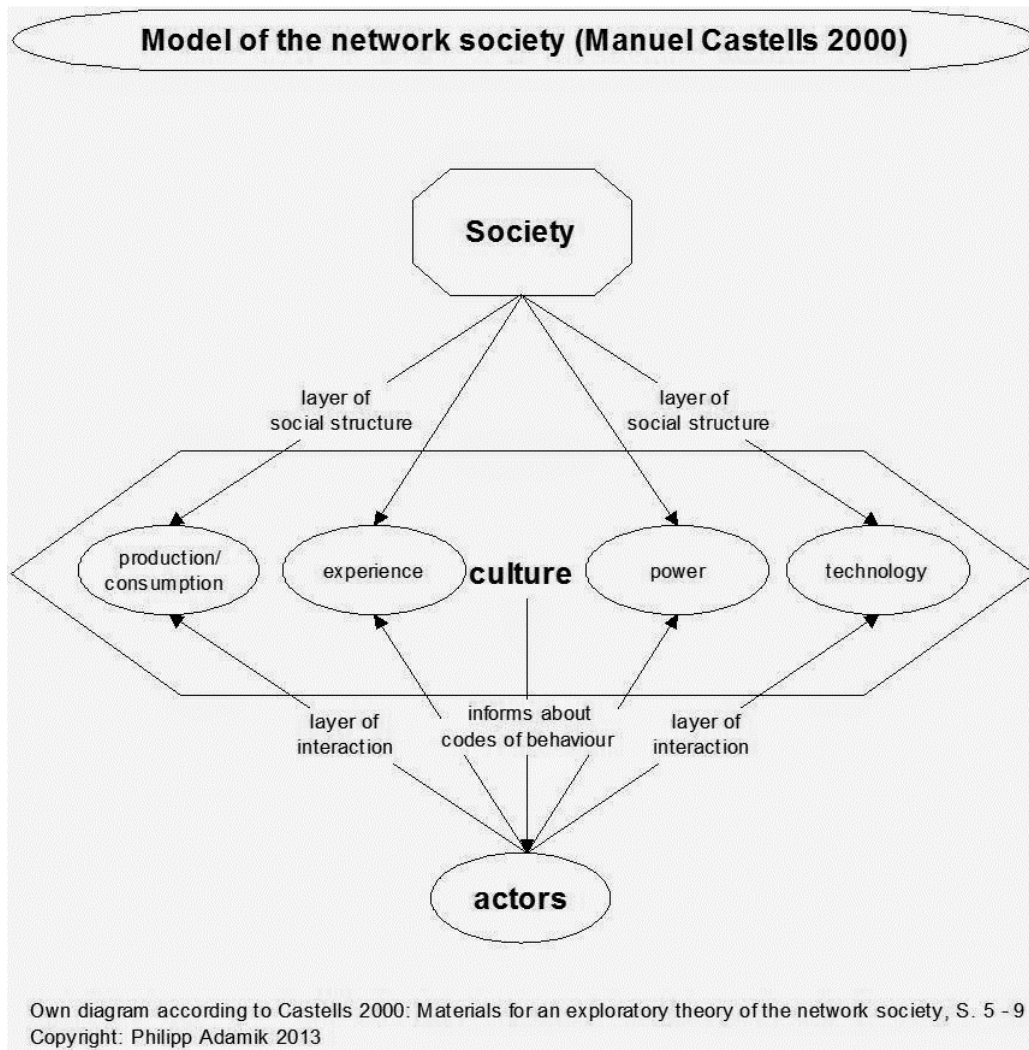 Model of the network society (Manuel Castells 2000)
Society
layer of
social structure
layer of
social structure
production/
consumption
experience
culture
power
technology
layer of
interaction
informs about
codes of behaviour
layer of
interaction
actors
Own diagram according to Castells 2000: Materials for an exploratory theory of the network society, S. 5 - 9
Copyright: Philipp Adamik 2013